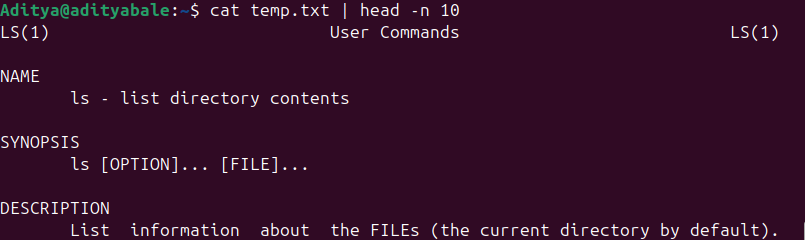 Aditya@adityabale:~$ cat temp.txt | head -n 10
LS(1)                            User Commands                           LS(1)
NAME
       ls - list directory contents
SYNOPSIS
       ls [OPTION]... [FILE]...
DESCRIPTION
       List  information  about  the FILEs (the current directory by default).